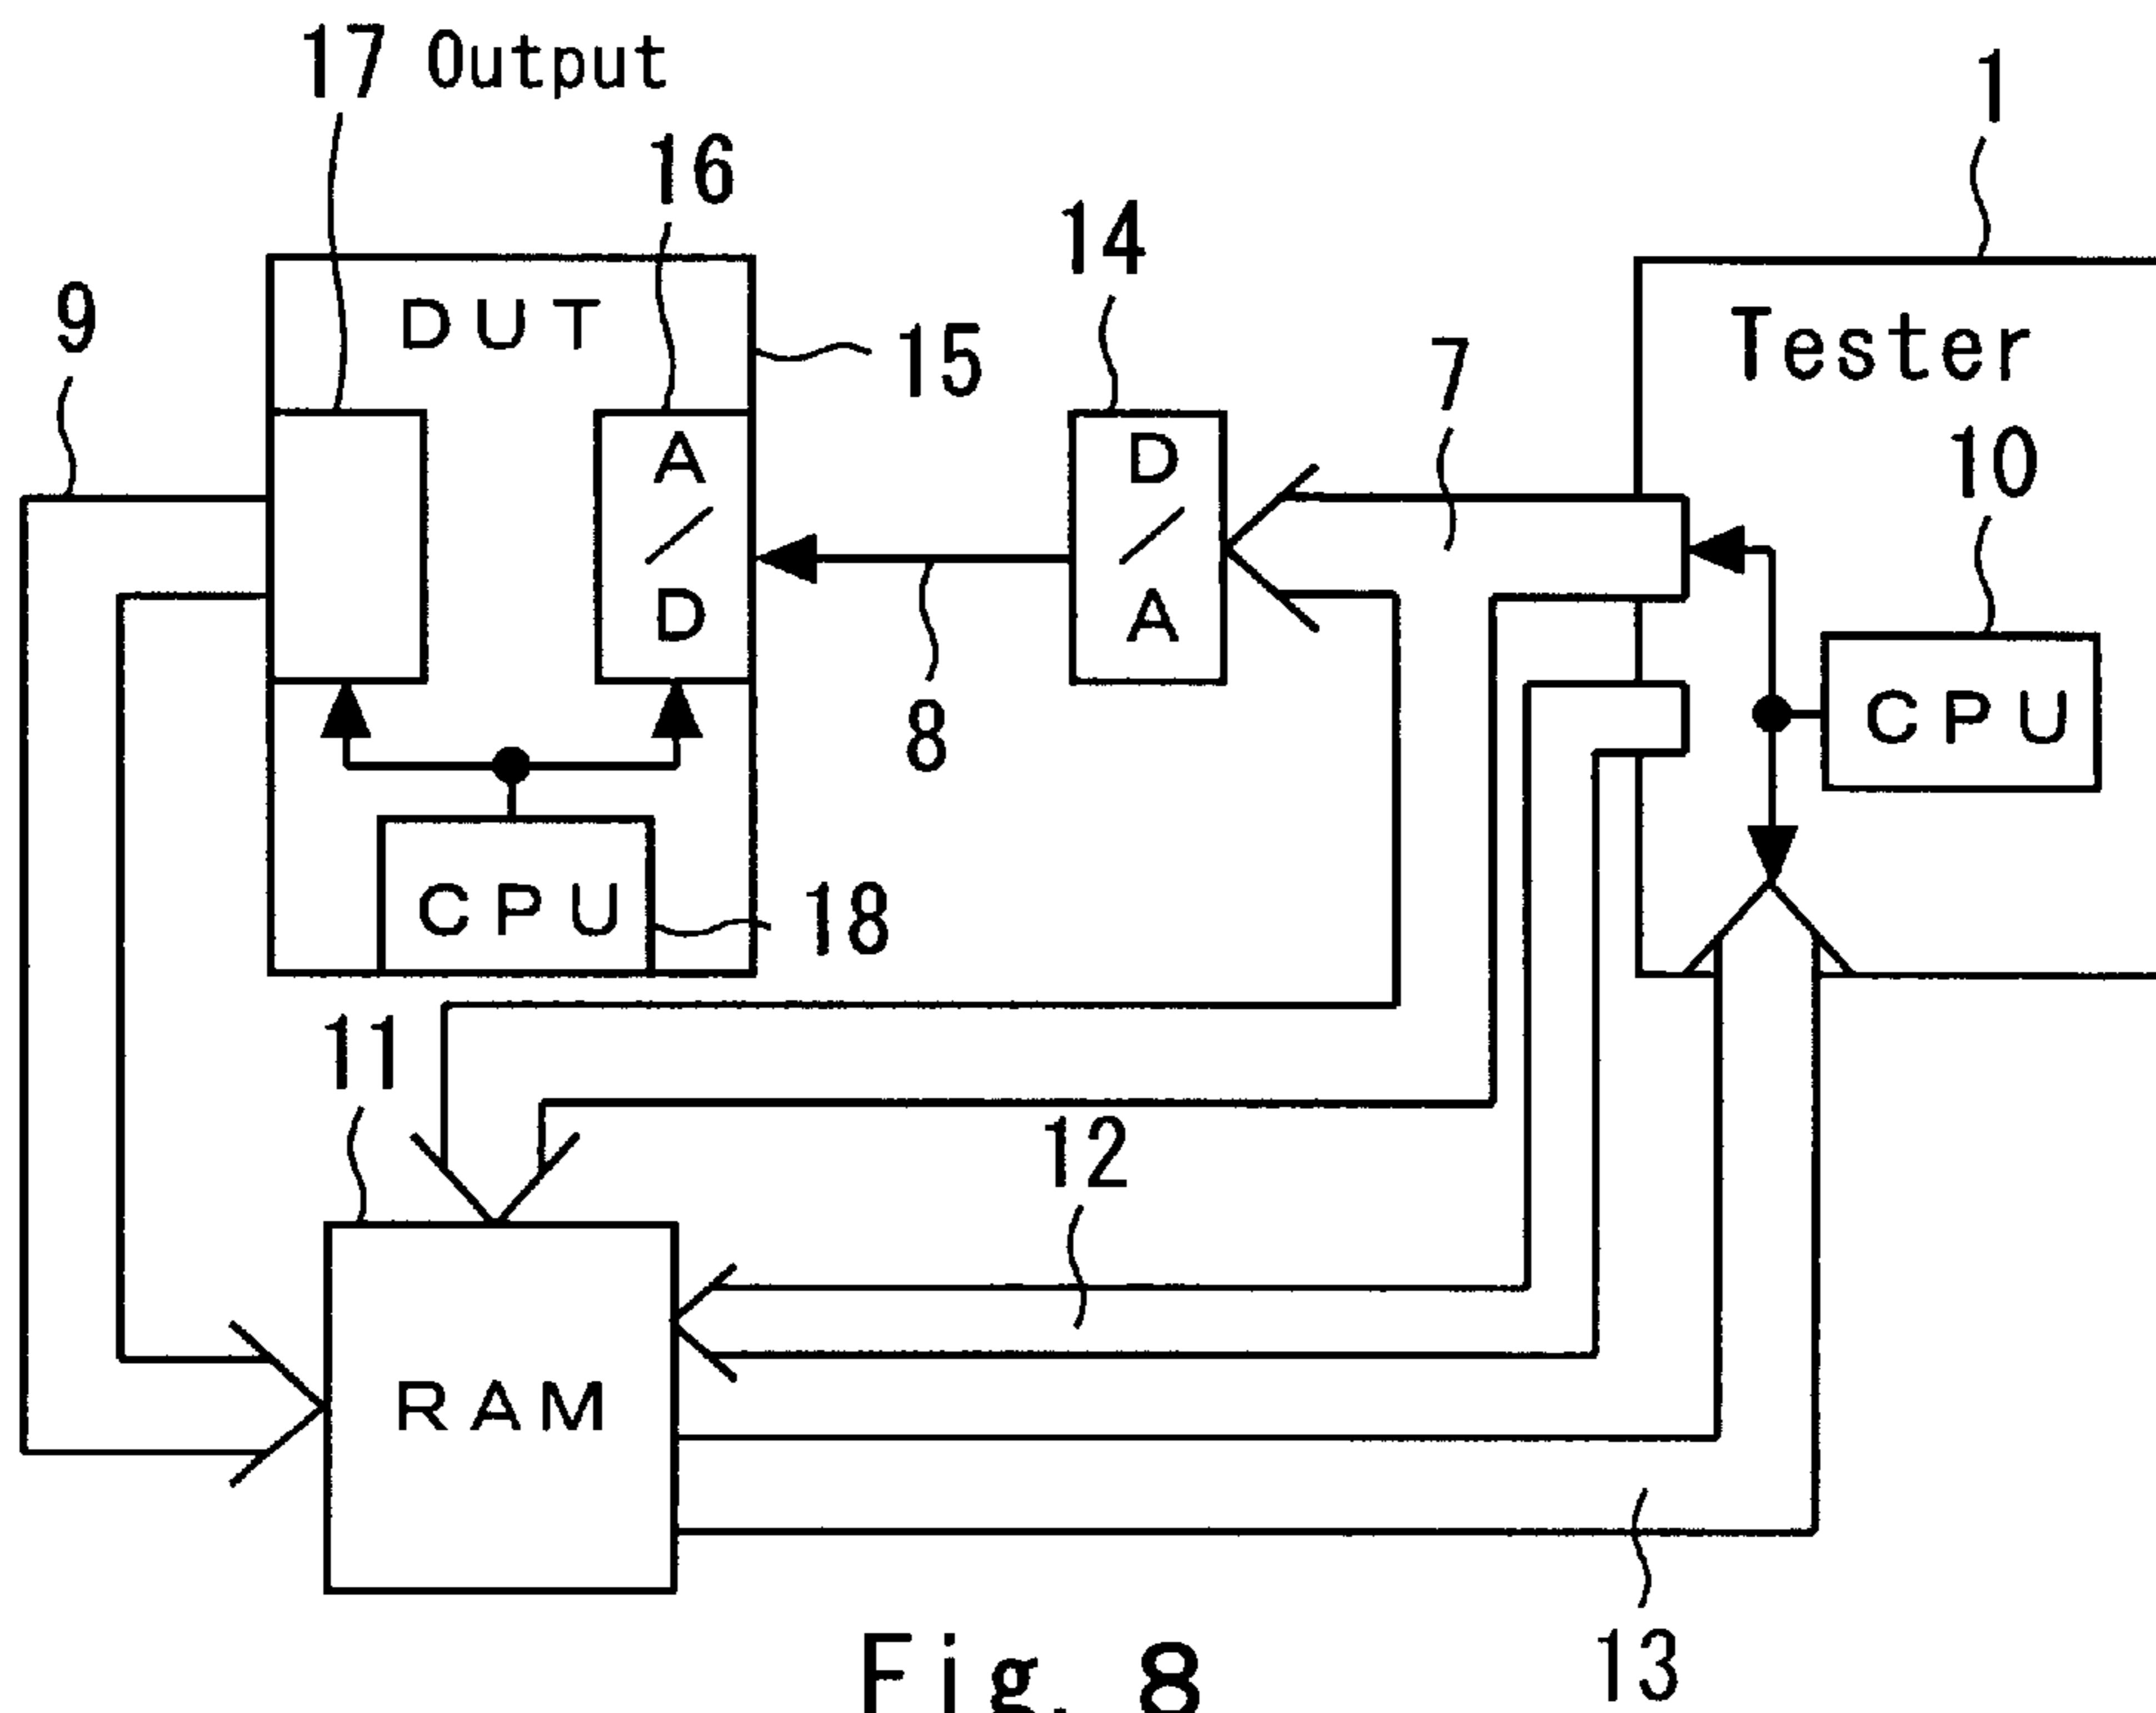 17 Output
1
16
14
9
DUT
15
7
Tester
10
A/D
D/A
8
CPU
CPU
18
11
12
RAM
13
Fig. 8